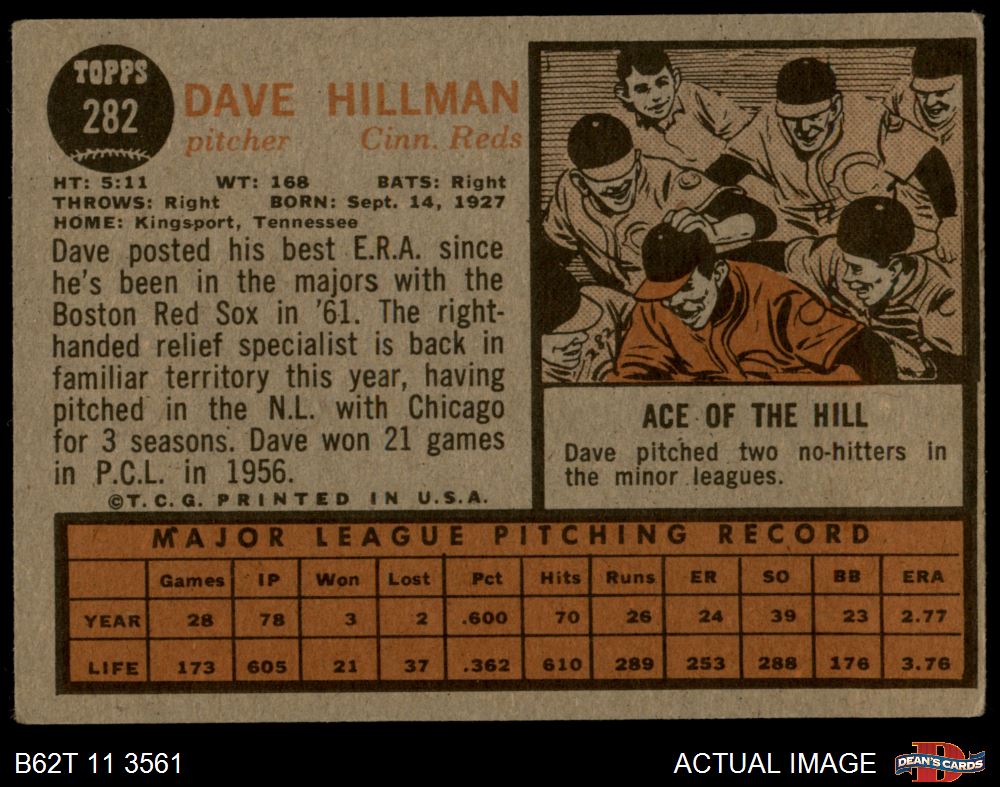 TOPPS
282
DAVE HILLMAN
pitcher Cinn. Reds
HT: 5:11 WT: 168 BATS: Right
THROWS: Right BORN: Sept. 14, 1927
HOME: Kingsport, Tennessee
Dave posted his best E.R.A. since
he's been in the majors with the
Boston Red Sox in '61. The right-
handed relief specialist is back in
familiar territory this year, having
pitched in the N.L. with Chicago
for 3 seasons. Dave won 21 games
in P.C.L. in 1956.
©T.C.G. PRINTED IN U.S.A.
282
ACE OF THE HILL
Dave pitched two no-hitters in
the minor leagues.
MAJOR LEAGUE PITCHING RECORD
Games IP Won Lost Pct Hits Runs ER SO BB ERA
YEAR 28 78 3 2 .600 70 26 24 39 23 2.77
LIFE 173 605 21 37 .362 610 289 253 288 176 3.76
B62T 11 3561 ACTUAL IMAGE DEAN'S CARDS